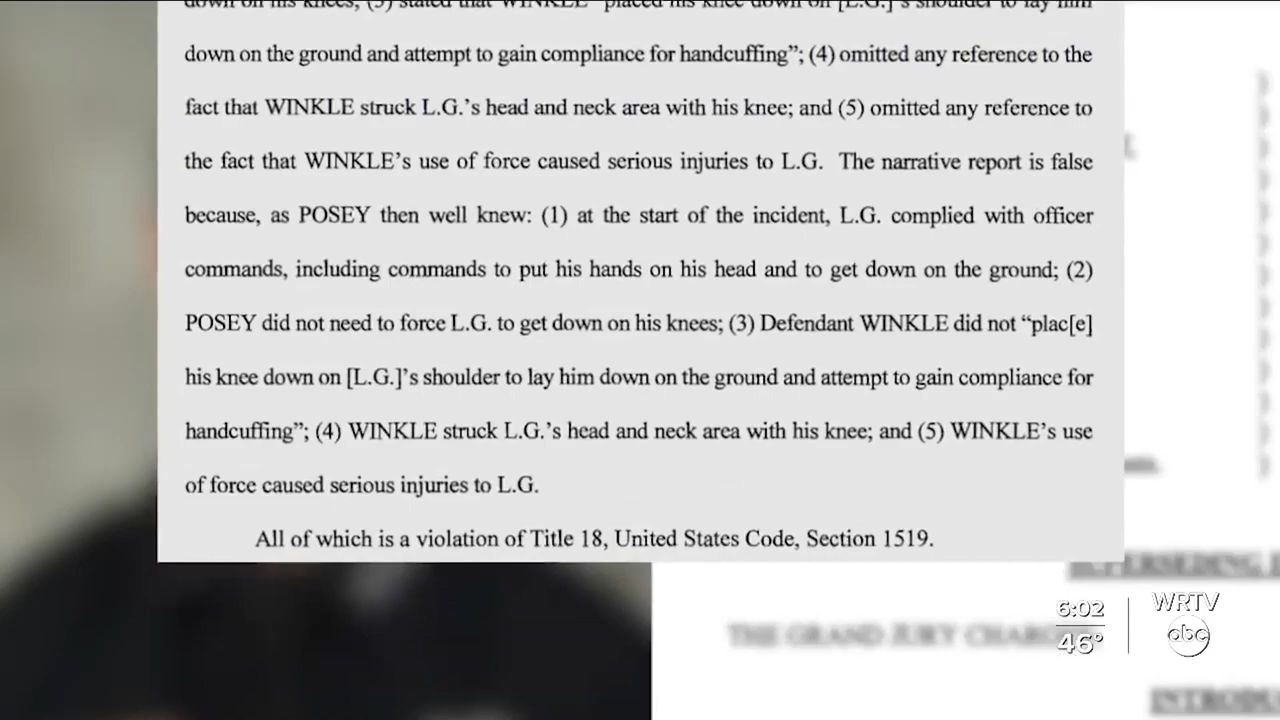 down on his knees; (3) stated that WINKLE "placed his knee down on [L.G.]'s shoulder to lay him
down on the ground and attempt to gain compliance for handcuffing"; (4) omitted any reference to the
fact that WINKLE struck L.G.'s head and neck area with his knee; and (5) omitted any reference to
the fact that WINKLE's use of force caused serious injuries to L.G. The narrative report is false
because, as POSEY then well knew: (1) at the start of the incident, L.G. complied with officer
commands, including commands to put his hands on his head and to get down on the ground; (2)
POSEY did not need to force L.G. to get down on his knees; (3) Defendant WINKLE did not “plac[e]
his knee down on [L.G.]’s shoulder to lay him down on the ground and attempt to gain compliance for
handcuffing”; (4) WINKLE struck L.G.’s head and neck area with his knee; and (5) WINKLE’s use
of force caused serious injuries to L.G.
All of which is a violation of Title 18, United States Code, Section 1519.
THE GRAND JURY
6:02
46°
WRTV
abc